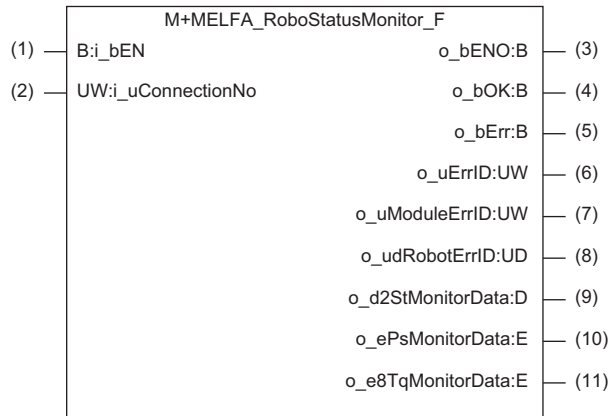 M+MELFA_RoboStatusMonitor_F
(1) B:i_bEN o_bENO:B (3)
(2) UW:i_uConnectionNo o_bOK:B (4)
o_bErr:B (5)
o_uErrID:UW (6)
o_uModuleErrID:UW (7)
o_udRobotErrID:UD (8)
o_d2StMonitorData:D (9)
o_ePsMonitorData:E (10)
o_e8TqMonitorData:E (11)